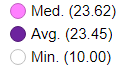 Med. (23.62)
Avg. (23.45)
Min. (10.00)